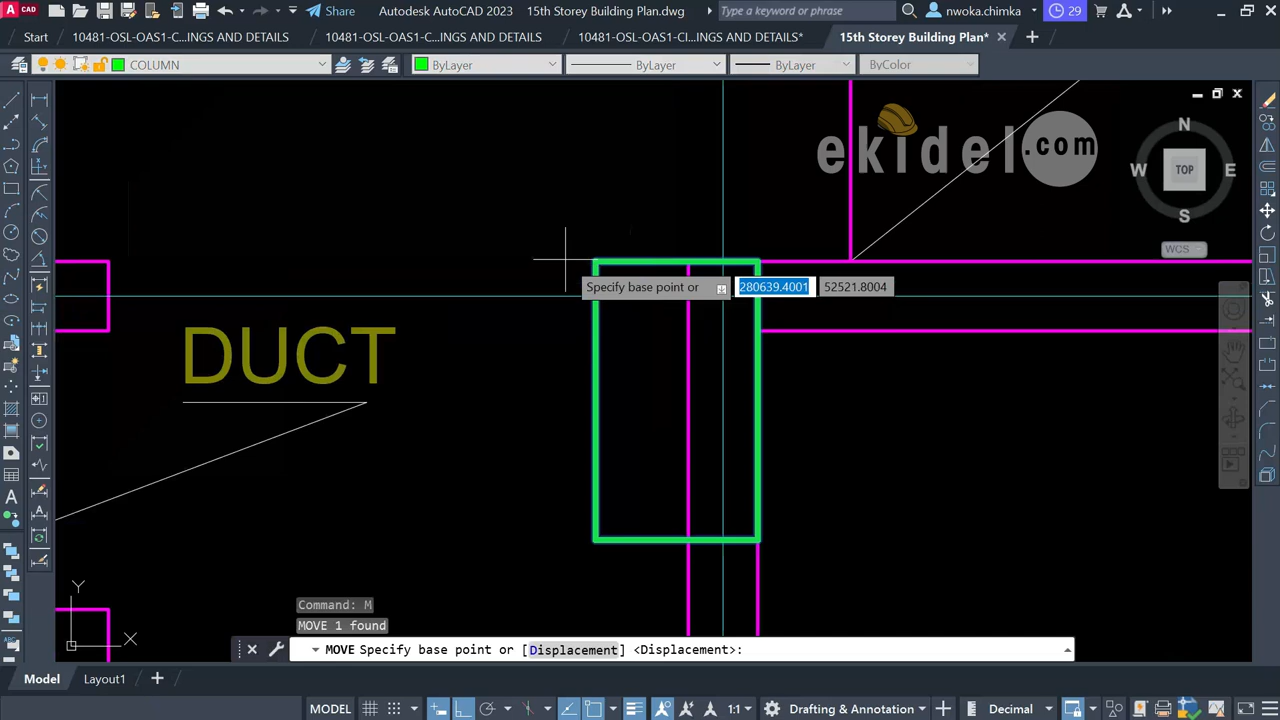 A CAD
Share
Autodesk AutoCAD 2023
15th Storey Building Plan.dwg
Type a keyword or phrase
nwoka.chimka
29
Start
10481-OSL-OAS1-C...INGS AND DETAILS
10481-OSL-OAS1-C...INGS AND DETAILS
10481-OSL-OAS1-Cl...INGS AND DETAILS*
15th Storey Building Plan*
COLUMN
ByLayer
ByLayer
ByLayer
ByColor
ekidel.com
N
W
TOP
E
S
WCS
Specify base point or
280639.4001
52521.8004
DUCT
Y
X
Command: M
MOVE 1 found
MOVE Specify base point or [Displacement] <Displacement>:
Model
Layout1
MODEL
1:1
Drafting & Annotation
Decimal